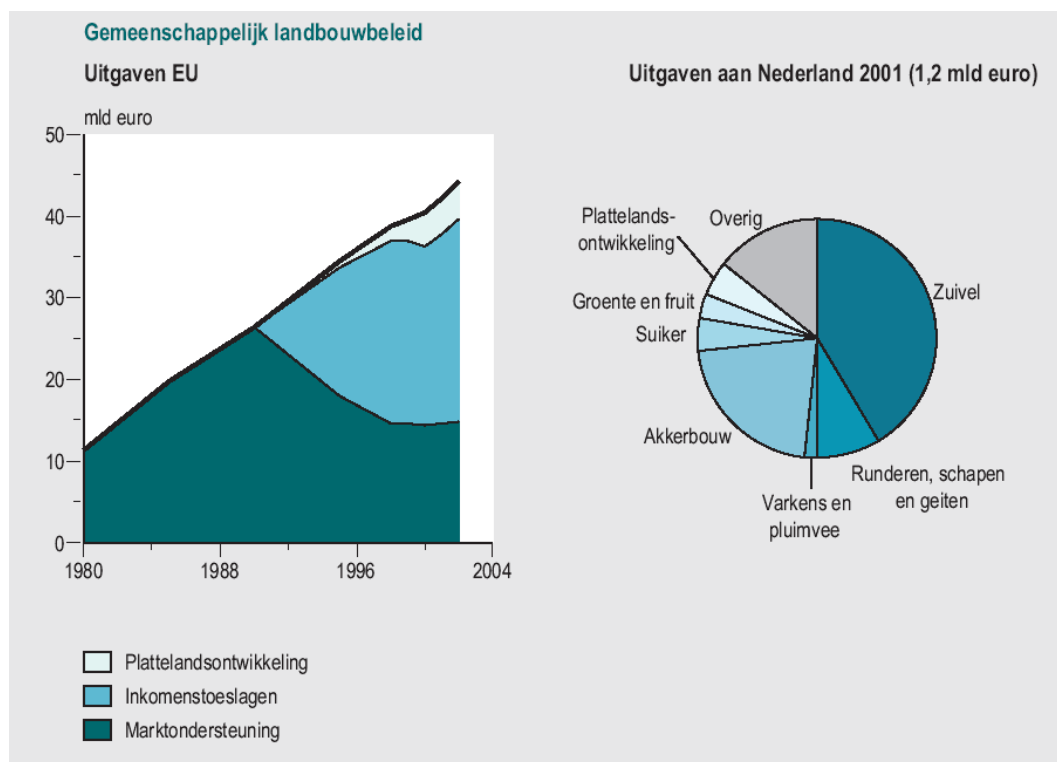 Gemeenschappelijk landbouwbeleid
Uitgaven EU
mld euro
50
40
30
20
10
0
1980
1988
1996
2004
Plattelandsontwikkeling
Inkomenstoeslagen
Marktondersteuning
Uitgaven aan Nederland 2001 (1,2 mld euro)
Plattelands-
ontwikkeling
Overig
Zuivel
Groente en fruit
Suiker
Akkerbouw
Varkens en
pluimvee
Runderen, schapen
en geiten